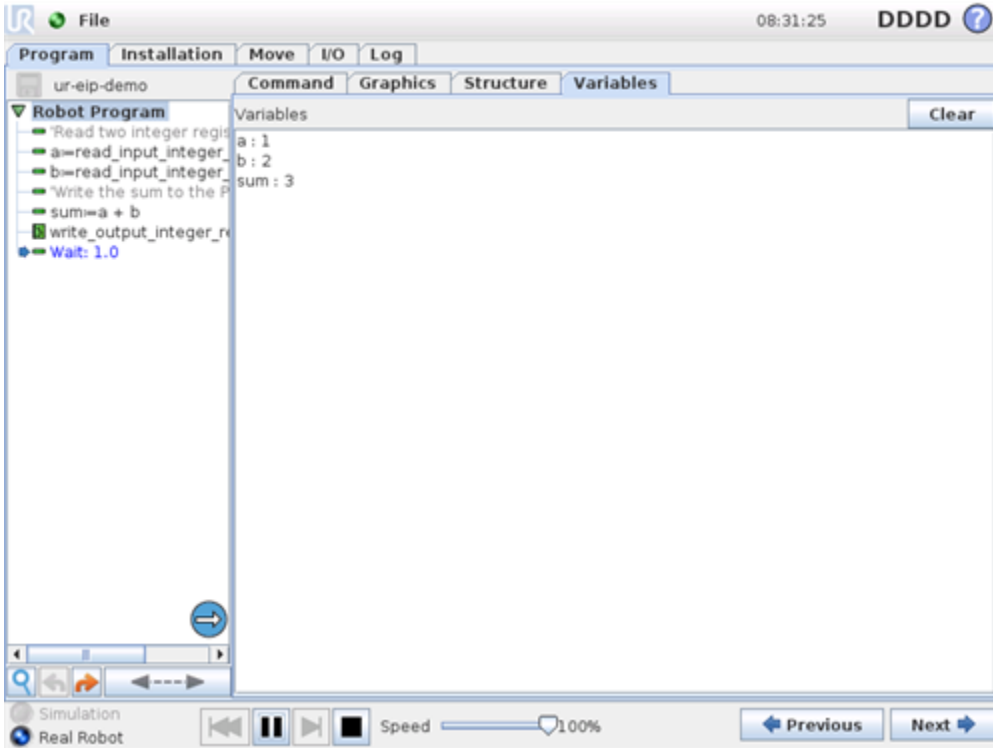 UR File 08:31:25 DDDD ?
Program Installation Move I/O Log
ur-eip-demo Command Graphics Structure Variables
Robot Program
Variables Clear
"Read two integer regis
a≔read_input_integer_
b≔read_input_integer_
"Write the sum to the P
sum≔a + b
write_output_integer_re
Wait: 1.0
a : 1
b : 2
sum : 3
Simulation
Real Robot
Speed 100%
Previous Next